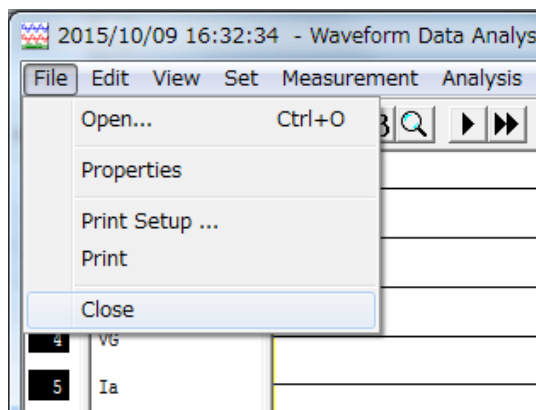 2015/10/09 16:32:34 - Waveform Data Analys
File Edit View Set Measurement Analysis
Open... Ctrl+O
Properties
Print Setup ...
Print
Close
4 VG
5 Ia